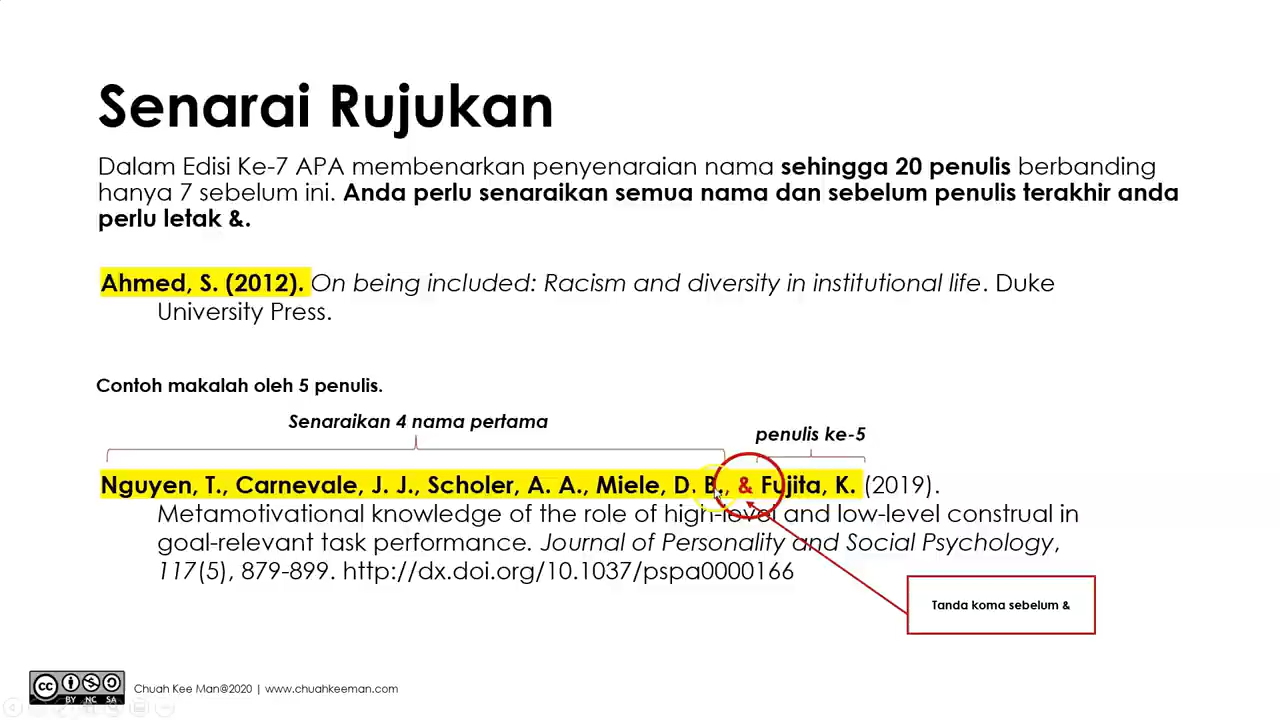 Senarai Rujukan
Dalam Edisi Ke-7 APA membenarkan penyenaraian nama sehingga 20 penulis berbanding
hanya 7 sebelum ini. Anda perlu senaraikan semua nama dan sebelum penulis terakhir anda
perlu letak &.
Ahmed, S. (2012). On being included: Racism and diversity in institutional life. Duke
University Press.
Contoh makalah oleh 5 penulis.
Senaraikan 4 nama pertama
penulis ke-5
Nguyen, T., Carnevale, J. J., Scholer, A. A., Miele, D. B., & Fujita, K. (2019).
Metamotivational knowledge of the role of high-level and low-level construal in
goal-relevant task performance. Journal of Personality and Social Psychology,
117(5), 879-899. http://dx.doi.org/10.1037/pspa0000166
Tanda koma sebelum &
cc BY NC SA
Chuah Kee Man@2020 | www.chuahkeeman.com